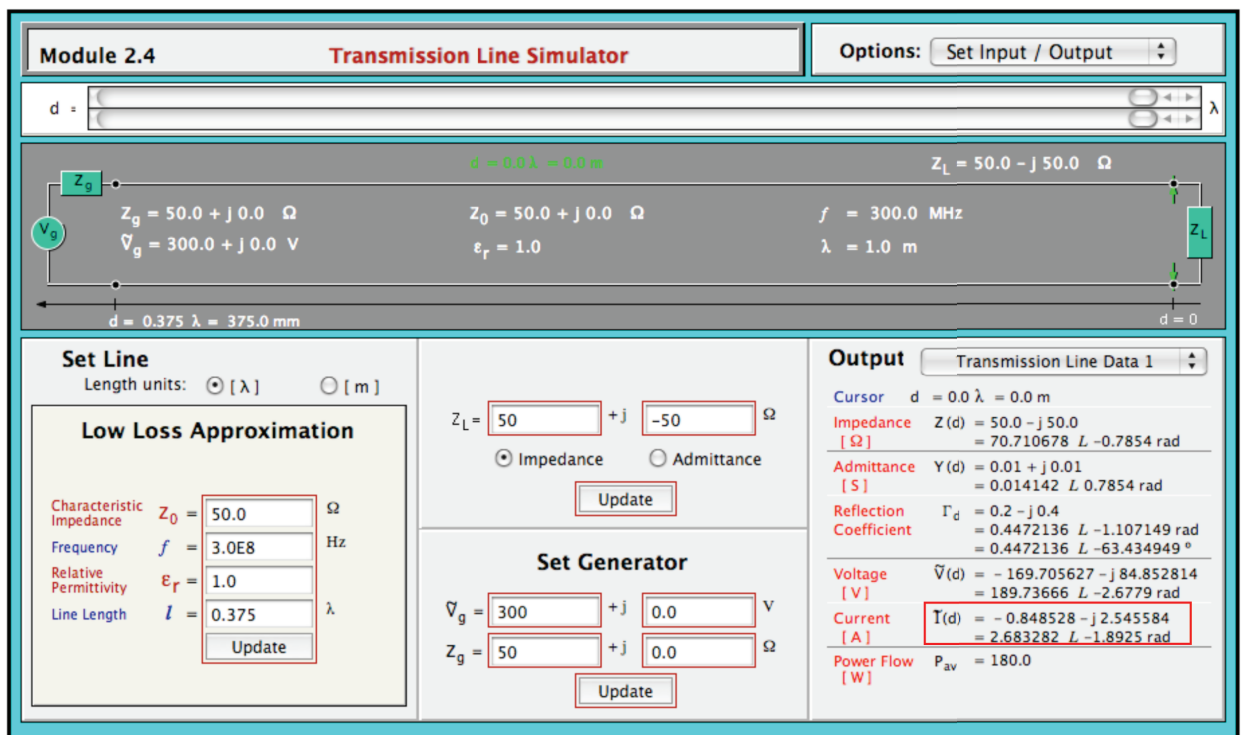 Module 2.4
Transmission Line Simulator
Options: Set Input / Output
d = λ
d = 0.0 λ = 0.0 m
Z_L = 50.0 - j 50.0 Ω
Z_g
Z_g = 50.0 + j 0.0 Ω
Z_0 = 50.0 + j 0.0 Ω
f = 300.0 MHz
V_g
Ṽ_g = 300.0 + j 0.0 V
ε_r = 1.0
λ = 1.0 m
Z_L
d = 0.375 λ = 375.0 mm
d = 0
Set Line
Length units: [ λ ] [ m ]
Low Loss Approximation
Characteristic Impedance Z_0 = 50.0 Ω
Frequency f = 3.0E8 Hz
Relative Permittivity ε_r = 1.0
Line Length l = 0.375 λ
Update
Z_L = 50 + j -50 Ω
Impedance Admittance
Update
Set Generator
Ṽ_g = 300 + j 0.0 V
Z_g = 50 + j 0.0 Ω
Update
Output Transmission Line Data 1
Cursor d = 0.0 λ = 0.0 m
Impedance Z(d) = 50.0 - j 50.0
[ Ω ] = 70.710678 L -0.7854 rad
Admittance Y(d) = 0.01 + j 0.01
[ S ] = 0.014142 L 0.7854 rad
Reflection Γ_d = 0.2 - j 0.4
Coefficient = 0.4472136 L -1.107149 rad
= 0.4472136 L -63.434949 °
Voltage Ṽ(d) = - 169.705627 - j 84.852814
[ V ] = 189.73666 L -2.6779 rad
Current Ĩ(d) = - 0.848528 - j 2.545584
[ A ] = 2.683282 L -1.8925 rad
Power Flow P_av = 180.0
[ W ]